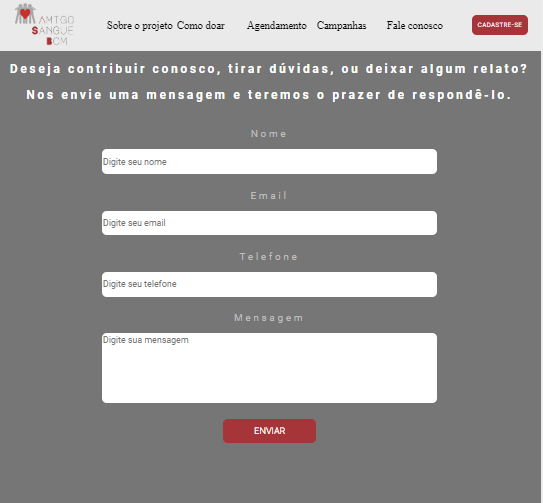 AMIGO
SANGUE
BCM
Sobre o projeto Como doar Agendamento Campanhas Fale conosco CADASTRE-SE
Deseja contribuir conosco, tirar dúvidas, ou deixar algum relato?
Nos envie uma mensagem e teremos o prazer de respondê-lo.
Nome
Digite seu nome
Email
Digite seu email
Telefone
Digite seu telefone
Mensagem
Digite sua mensagem
ENVIAR